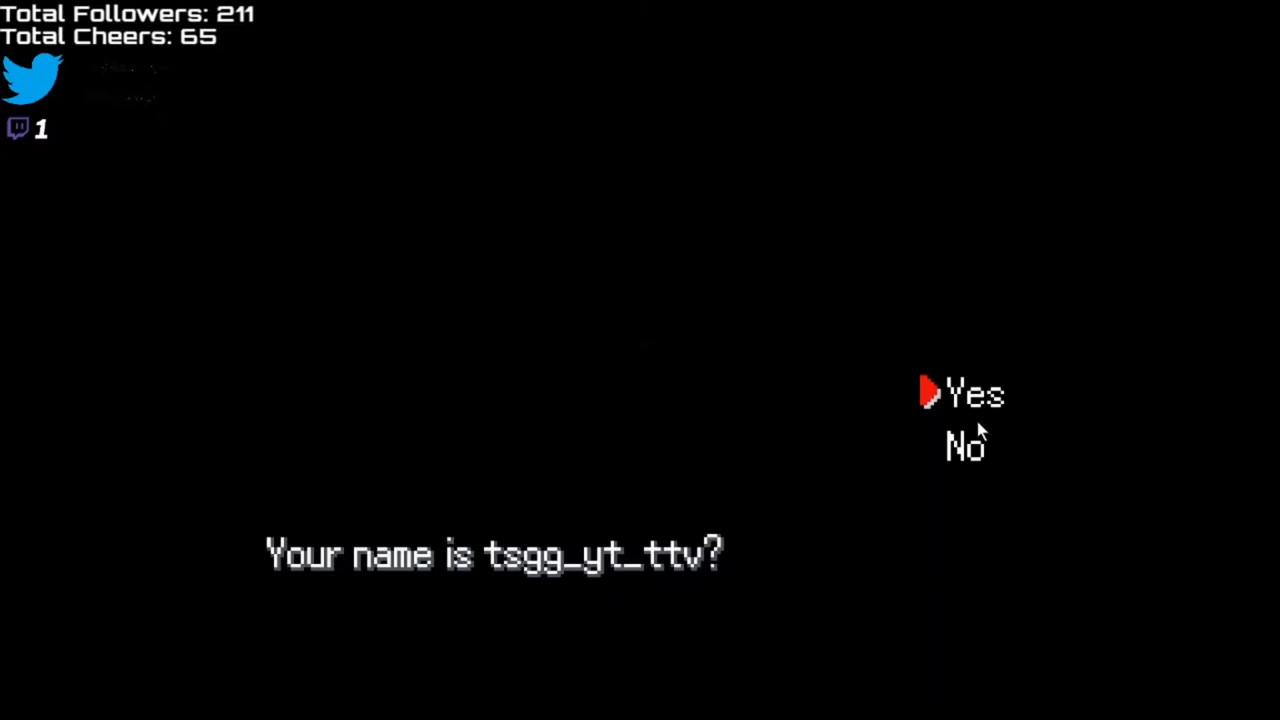 Total Followers: 211
Total Cheers: 65
1
Yes
No
Your name is tsgg_yt_ttv?